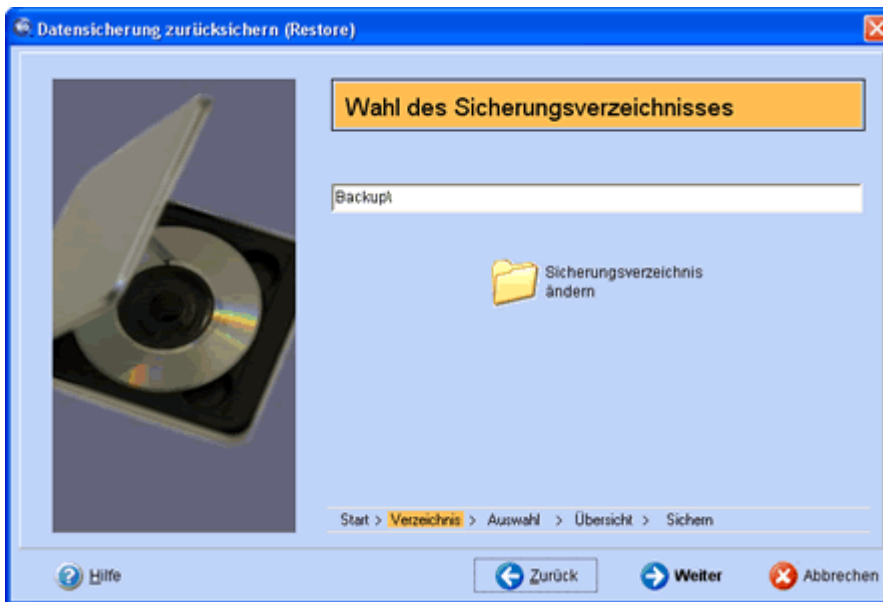 Datensicherung zurücksichern (Restore)
Wahl des Sicherungsverzeichnisses
Backup\
Sicherungsverzeichnis
ändern
Start > Verzeichnis > Auswahl > Übersicht > Sichern
Hilfe
Zurück
Weiter
Abbrechen